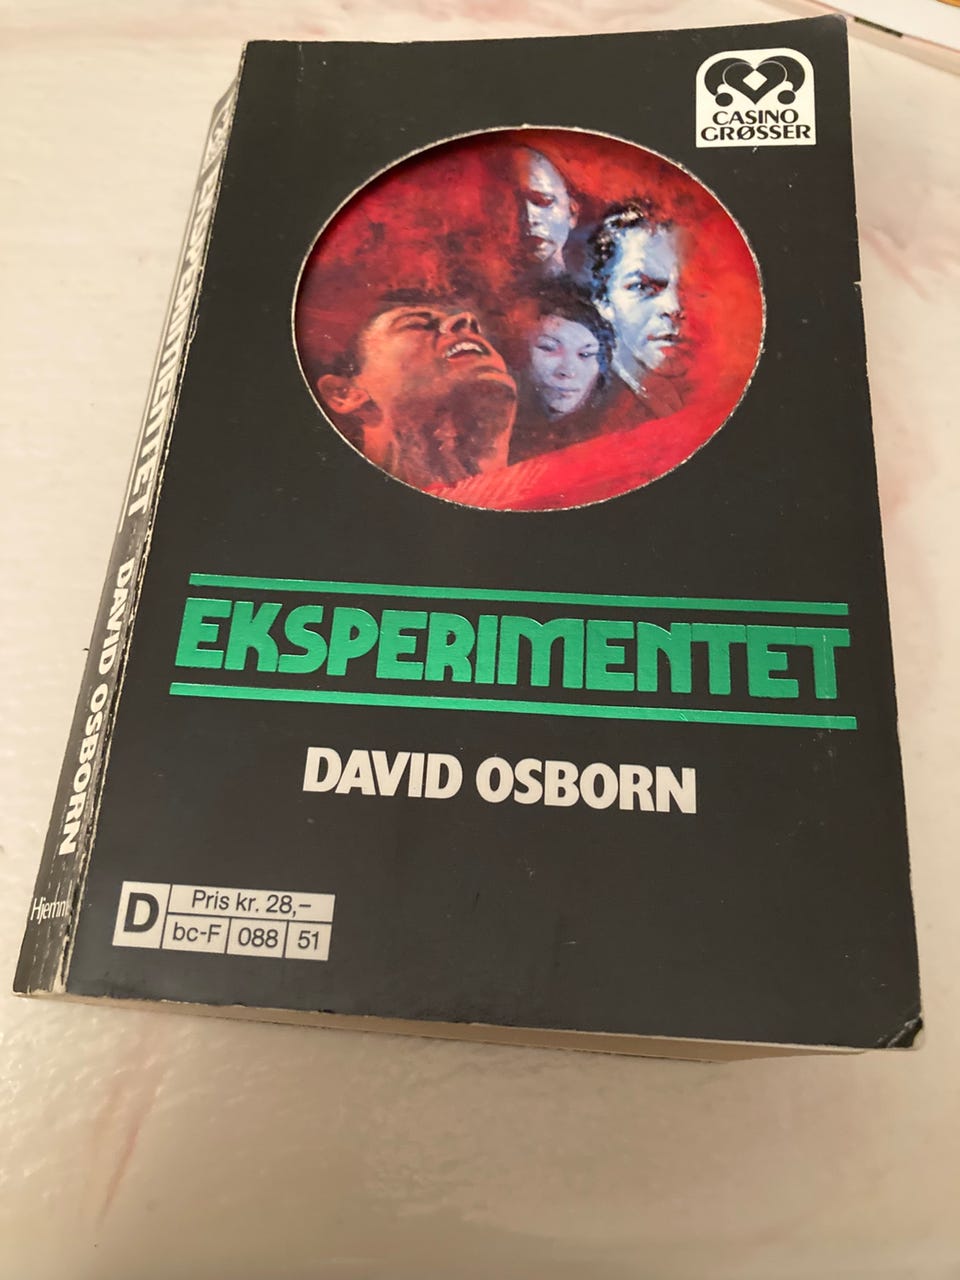 CASINO
GRØSSER
EKSPERIMENTET
DAVID OSBORN
D
Pris kr. 28,–
bc-F 088 51
EKSPERIMENTET DAVID OSBORN